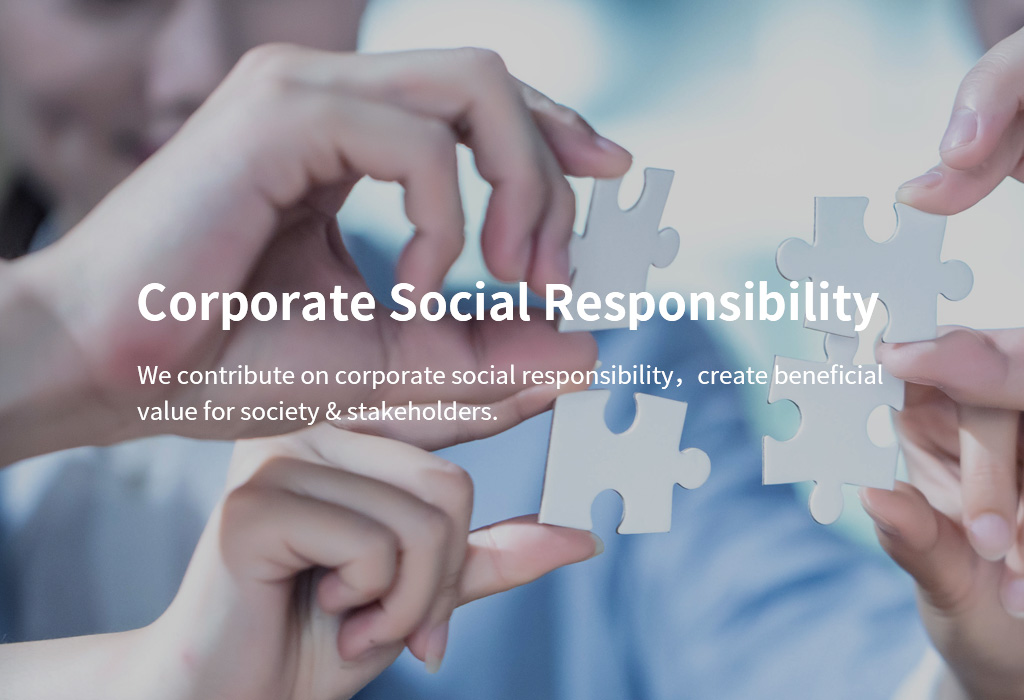 Corporate Social Responsibility
We contribute on corporate social responsibility，create beneficial
value for society & stakeholders.